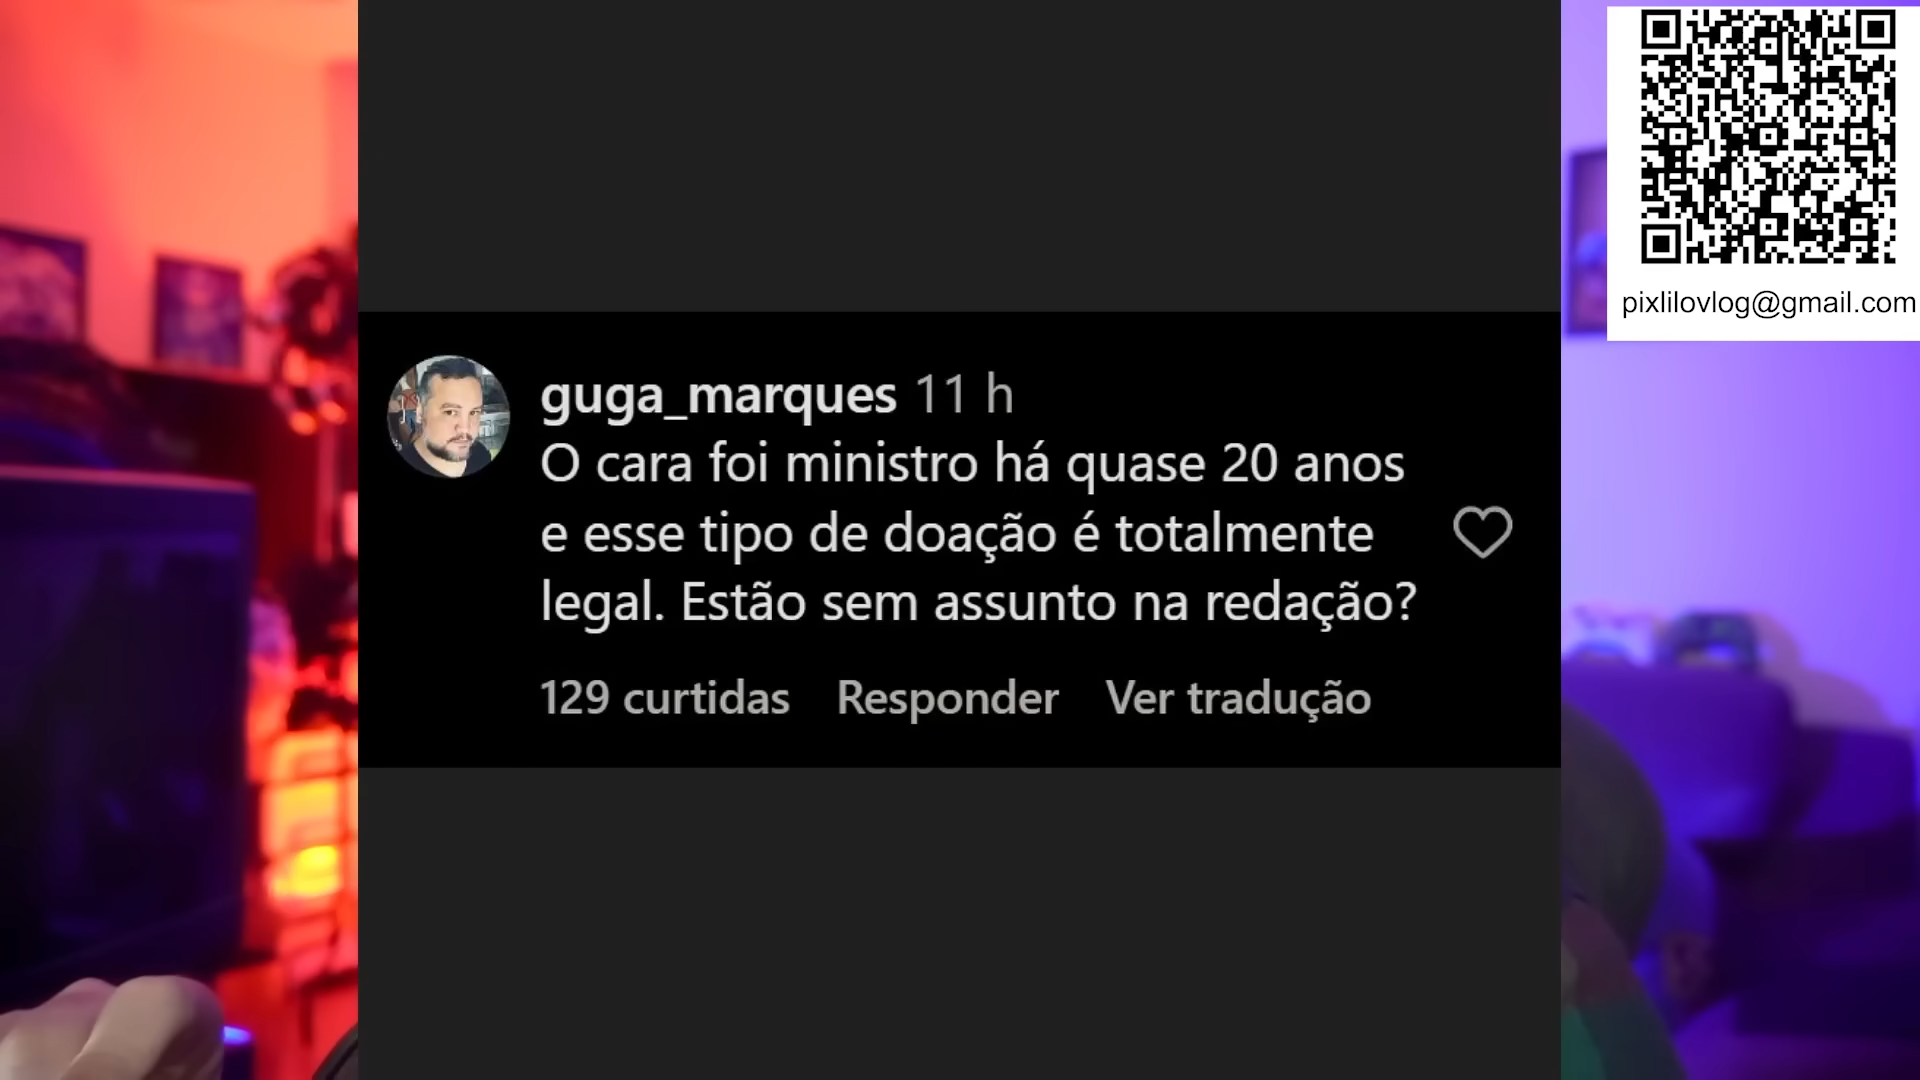 pixlilovlog@gmail.com
guga_marques 11 h
O cara foi ministro há quase 20 anos
e esse tipo de doação é totalmente
legal. Estão sem assunto na redação?
129 curtidas Responder Ver tradução